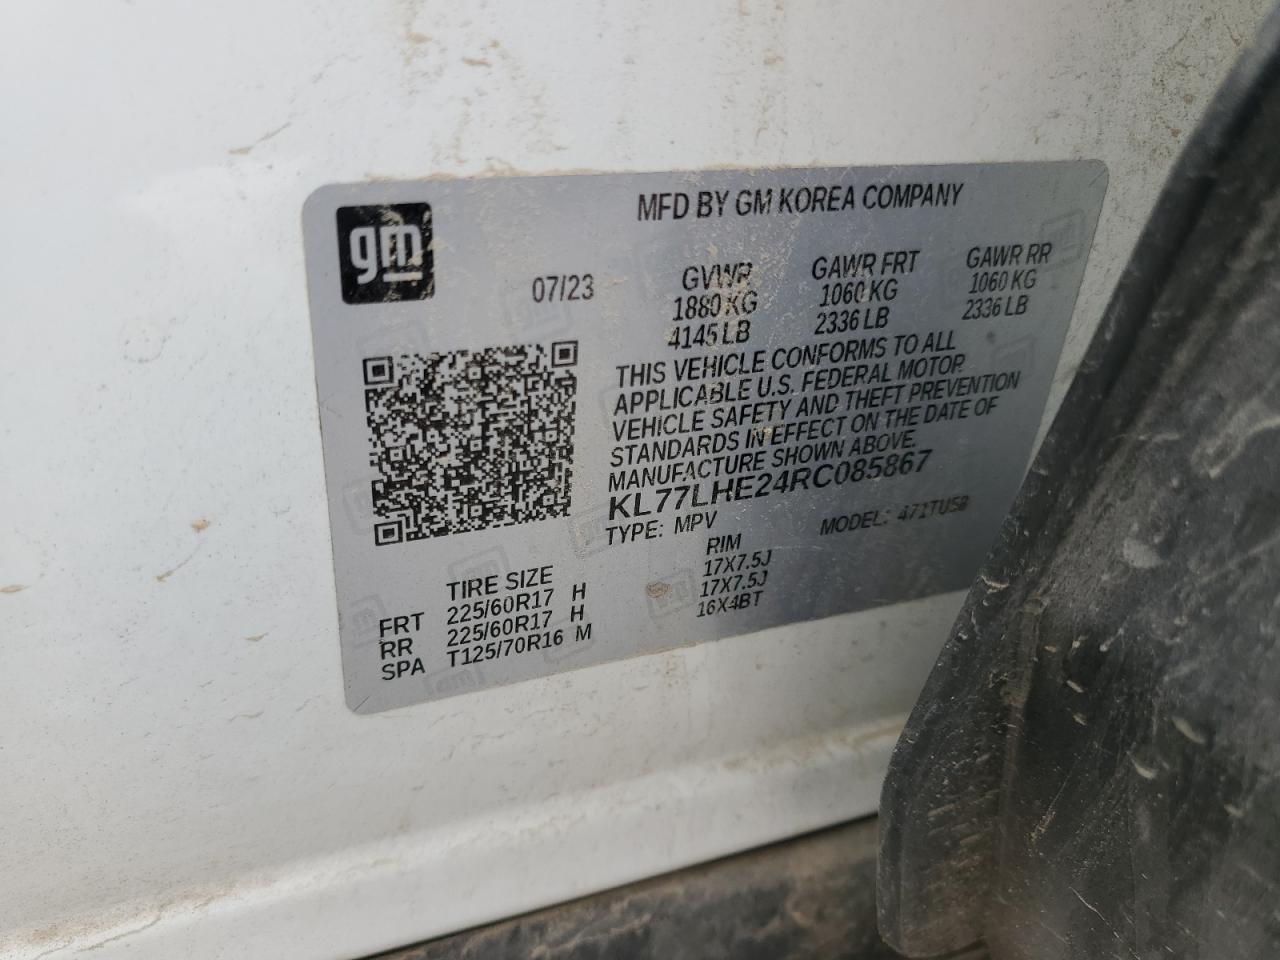 gm
MFD BY GM KOREA COMPANY
07/23
GVWR GAWR FRT GAWR RR
1880 KG 1060 KG 1060 KG
4145 LB 2336 LB 2336 LB
THIS VEHICLE CONFORMS TO ALL
APPLICABLE U.S. FEDERAL MOTOR
VEHICLE SAFETY AND THEFT PREVENTION
STANDARDS IN EFFECT ON THE DATE OF
MANUFACTURE SHOWN ABOVE.
KL77LHE24RC085867
TYPE: MPV MODEL: 471TU58
TIRE SIZE RIM
FRT 225/60R17 H 17X7.5J
RR 225/60R17 H 17X7.5J
SPA T125/70R16 M 16X4BT